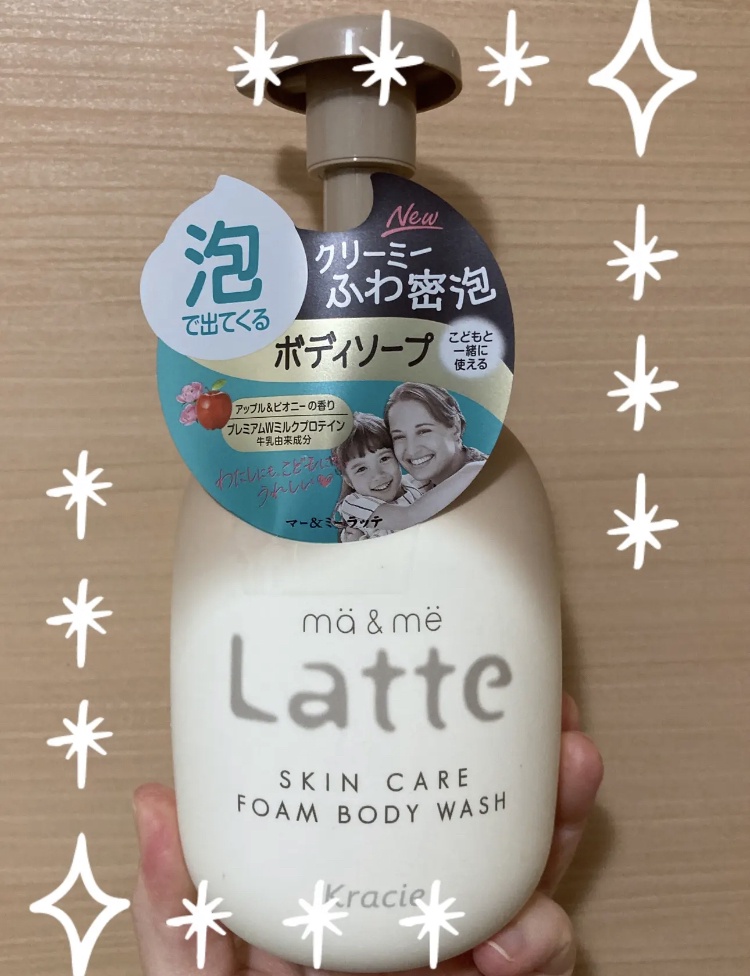 New
クリーミー
ふわ密泡
泡
で出てくる
ボディソープ
こどもと
一緒に
使える
アップル&ピオニーの香り
プレミアムWミルクプロテイン
牛乳由来成分
わたしにも、こどもにも
うれしい
マー&ミーラッテ
mä & më
Latte
SKIN CARE
FOAM BODY WASH
Kracie